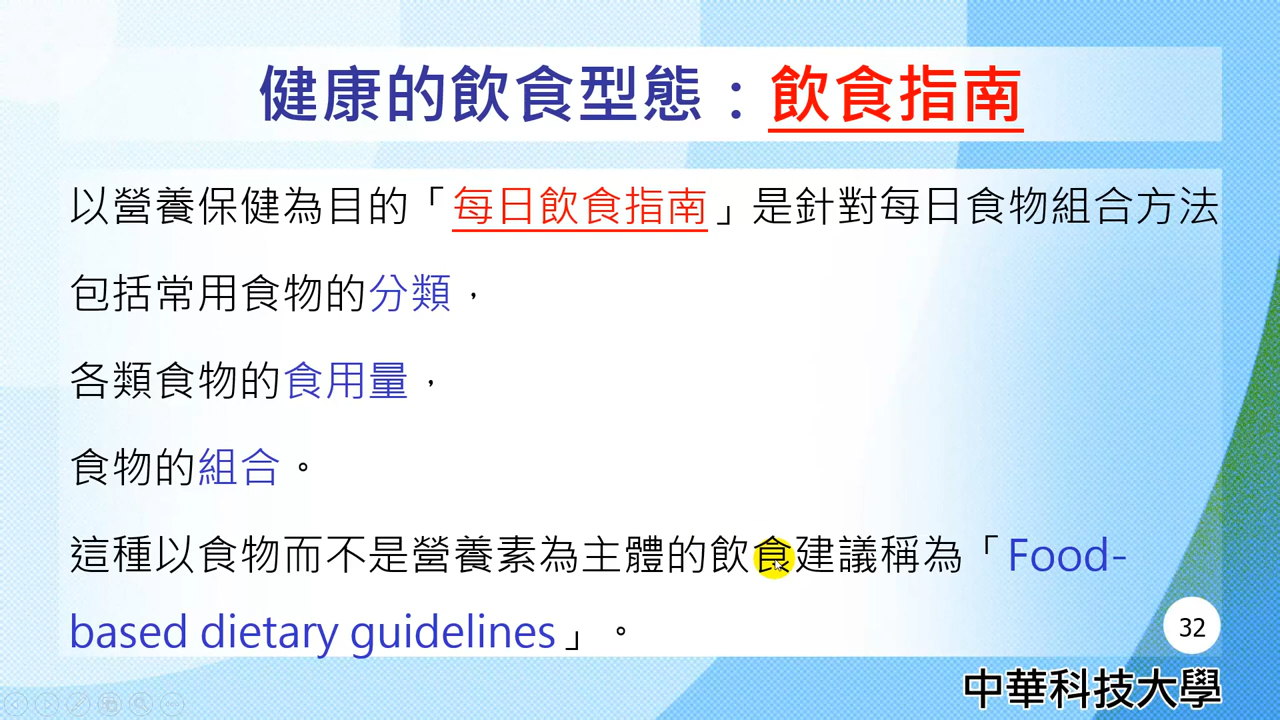 健康的飲食型態：飲食指南
以營養保健為目的「每日飲食指南」是針對每日食物組合方法
包括常用食物的分類，
各類食物的食用量，
食物的組合。
這種以食物而不是營養素為主體的飲食建議稱為「Food-
based dietary guidelines」。
32
中華科技大學